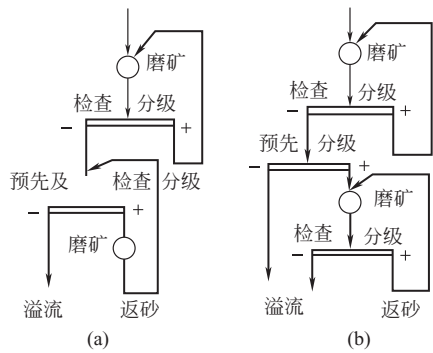 磨矿
检查 分级
− +
预先及 检查 分级
− +
磨矿
溢流 返砂
(a)
磨矿
检查 分级
− +
预先 分级
− +
磨矿
检查 分级
− +
溢流 返砂
(b)